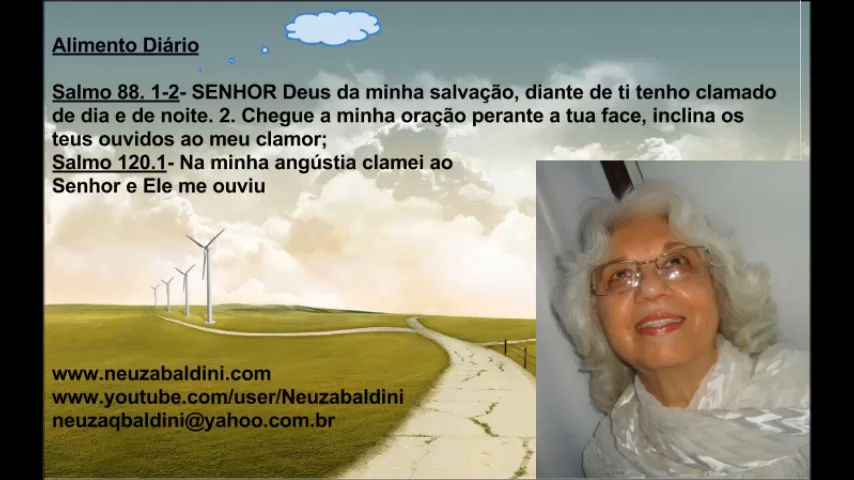 Alimento Diário
Salmo 88. 1-2- SENHOR Deus da minha salvação, diante de ti tenho clamado
de dia e de noite. 2. Chegue a minha oração perante a tua face, inclina os
teus ouvidos ao meu clamor;
Salmo 120.1- Na minha angústia clamei ao
Senhor e Ele me ouviu
www.neuzabaldini.com
www.youtube.com/user/Neuzabaldini
neuzaqbaldini@yahoo.com.br